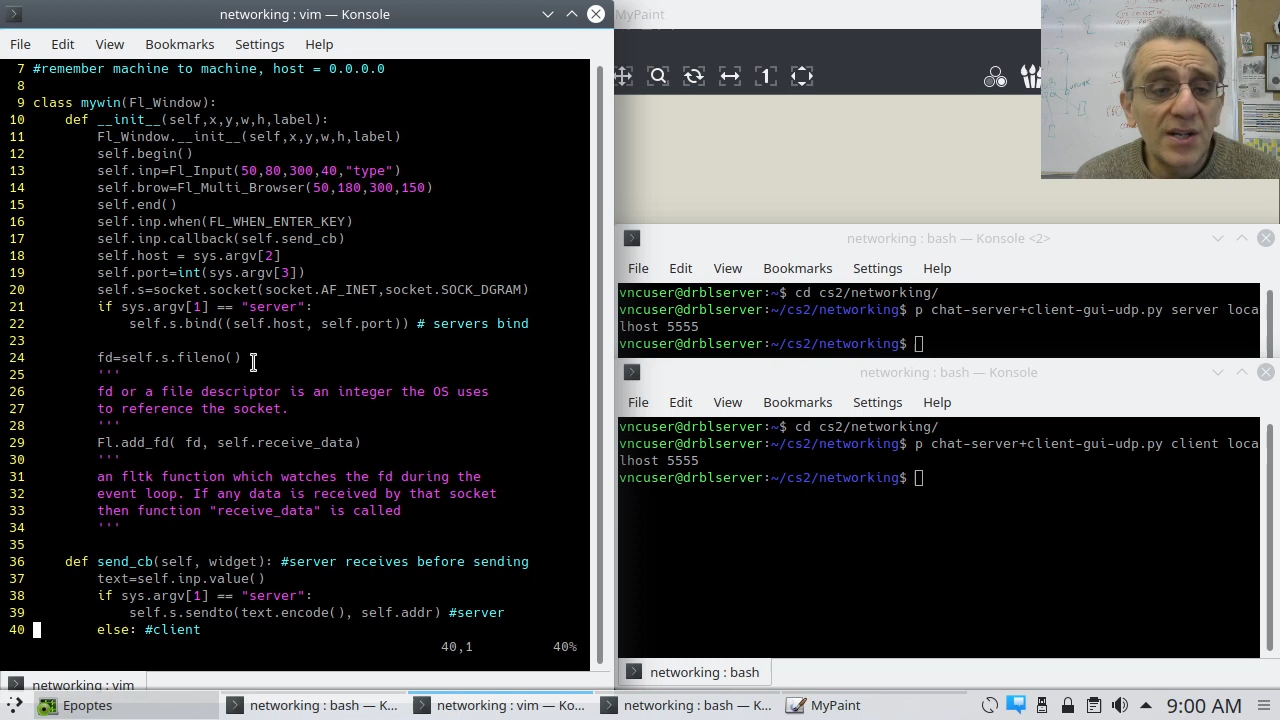 networking : vim — Konsole
File Edit View Bookmarks Settings Help
7 #remember machine to machine, host = 0.0.0.0
8
9 class mywin(Fl_Window):
10     def __init__(self,x,y,w,h,label):
11         Fl_Window.__init__(self,x,y,w,h,label)
12         self.begin()
13         self.inp=Fl_Input(50,80,300,40,"type")
14         self.brow=Fl_Multi_Browser(50,180,300,150)
15         self.end()
16         self.inp.when(FL_WHEN_ENTER_KEY)
17         self.inp.callback(self.send_cb)
18         self.host = sys.argv[2]
19         self.port=int(sys.argv[3])
20         self.s=socket.socket(socket.AF_INET,socket.SOCK_DGRAM)
21         if sys.argv[1] == "server":
22             self.s.bind((self.host, self.port)) # servers bind
23
24         fd=self.s.fileno()
25         '''
26         fd or a file descriptor is an integer the OS uses
27         to reference the socket.
28         '''
29         Fl.add_fd( fd, self.receive_data)
30         '''
31         an fltk function which watches the fd during the
32         event loop. If any data is received by that socket
33         then function "receive_data" is called
34         '''
35
36     def send_cb(self, widget): #server receives before sending
37         text=self.inp.value()
38         if sys.argv[1] == "server":
39             self.s.sendto(text.encode(), self.addr) #server
40         else: #client
40,1 40%
networking : vim
MyPaint
networking : bash — Konsole <2>
File Edit View Bookmarks Settings Help
vncuser@drblserver:~$ cd cs2/networking/
vncuser@drblserver:~/cs2/networking$ p chat-server+client-gui-udp.py server loca
lhost 5555
vncuser@drblserver:~/cs2/networking$
networking : bash — Konsole
File Edit View Bookmarks Settings Help
vncuser@drblserver:~$ cd cs2/networking/
vncuser@drblserver:~/cs2/networking$ p chat-server+client-gui-udp.py client loca
lhost 5555
vncuser@drblserver:~/cs2/networking$
networking : bash
Epoptes
networking : bash — K...
networking : vim — Ko...
networking : bash — K...
MyPaint
9:00 AM